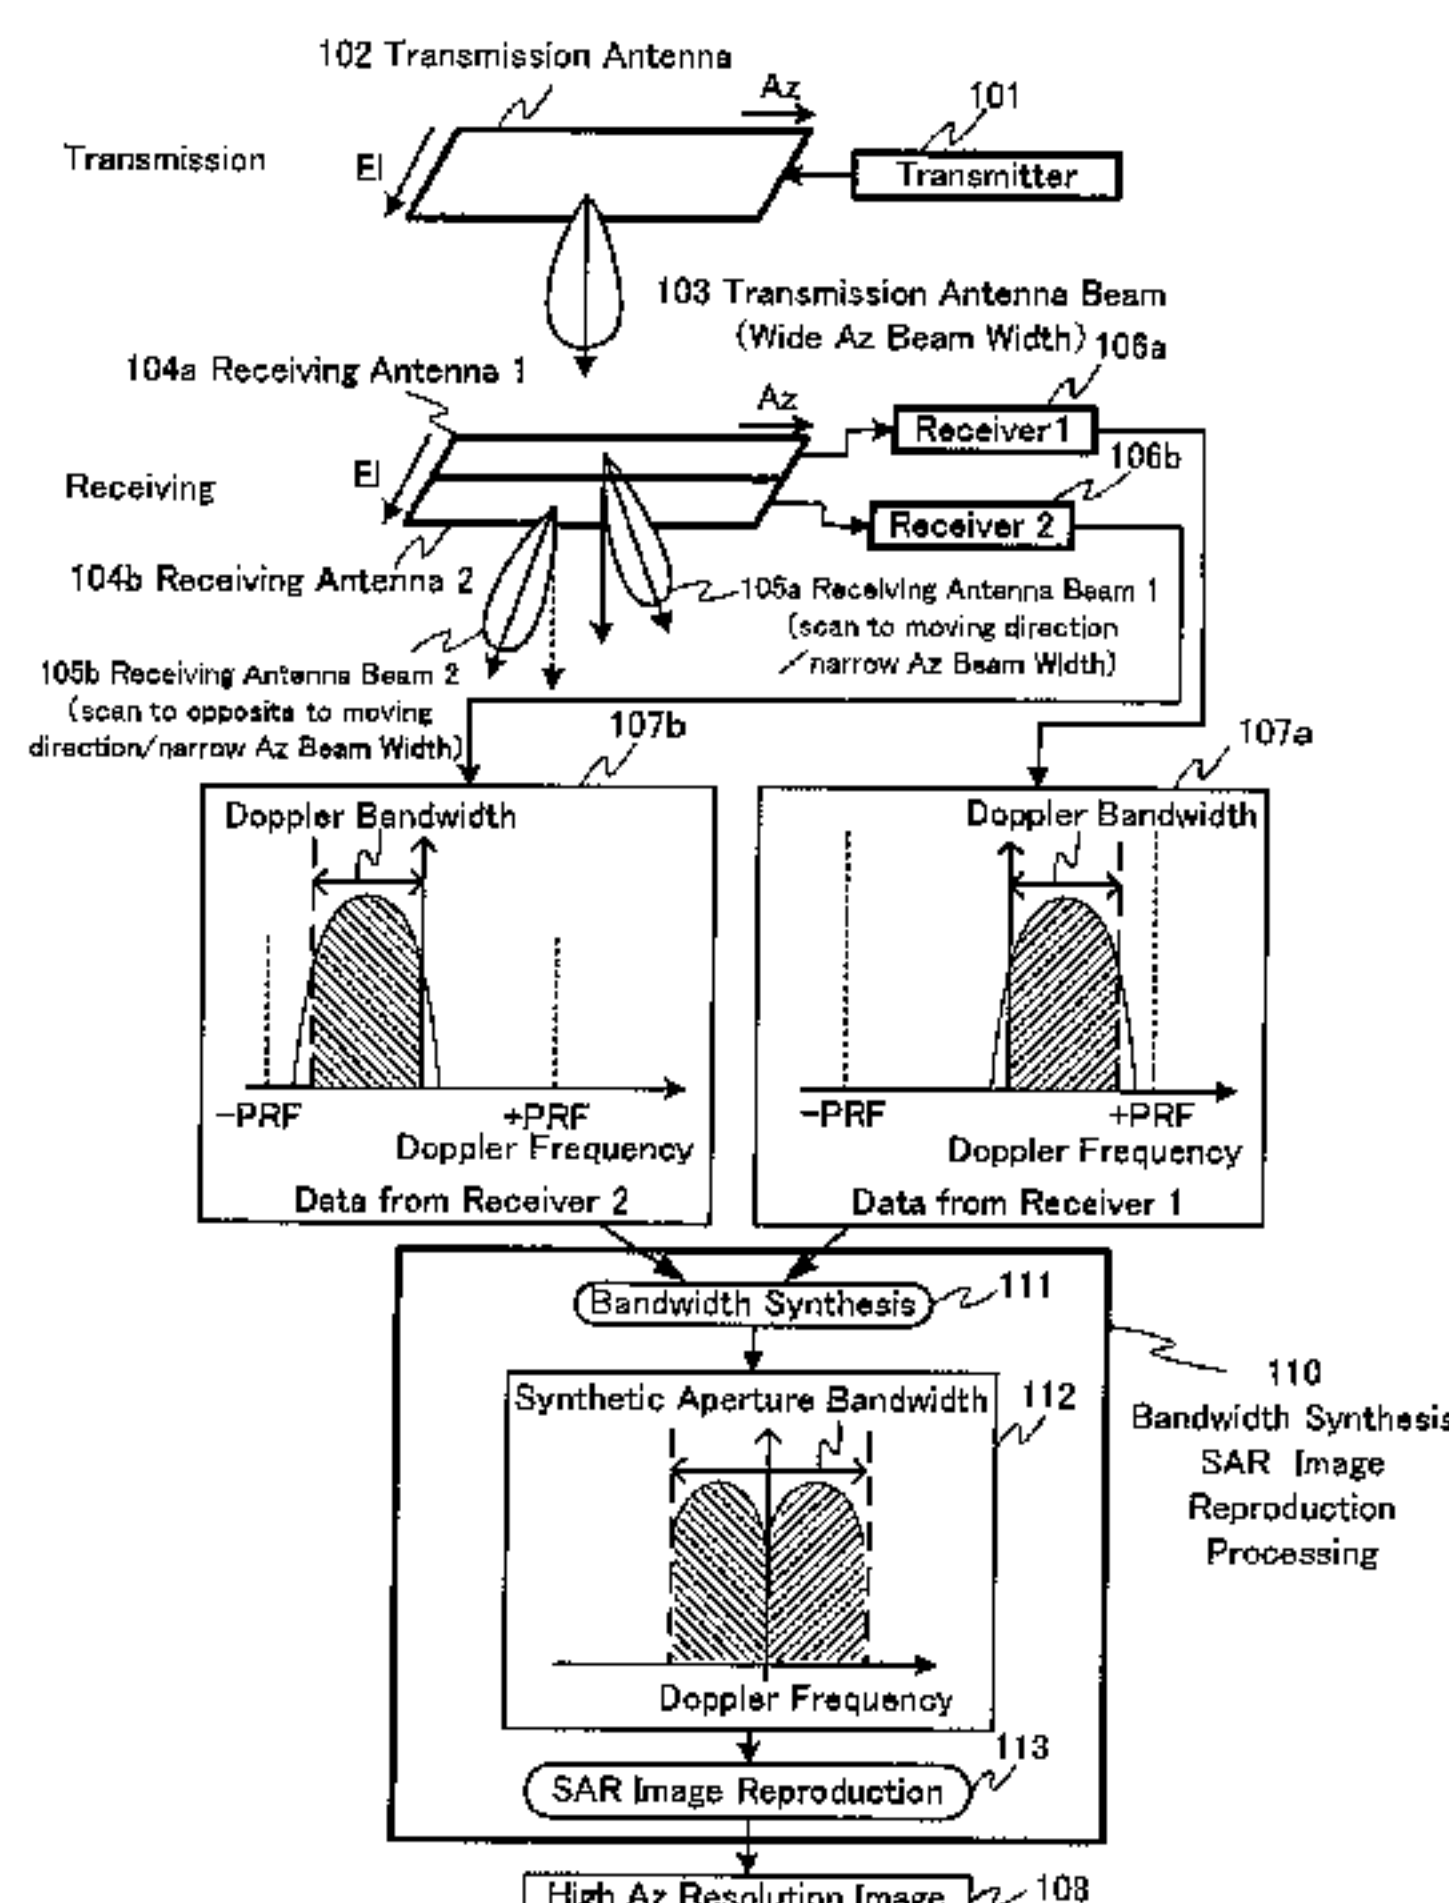 102 Transmission Antenna
Az
101
Transmission
El
Transmitter
103 Transmission Antenna Beam
(Wide Az Beam Width)
106a
104a Receiving Antenna 1
Az
Receiver 1
El
106b
Receiving
Receiver 2
104b Receiving Antenna 2
105a Receiving Antenna Beam 1
(scan to moving direction
/narrow Az Beam Width)
105b Receiving Antenna Beam 2
(scan to opposite to moving
direction/narrow Az Beam Width)
107b
107a
Doppler Bandwidth
Doppler Bandwidth
-PRF
+PRF
Doppler Frequency
Data from Receiver 2
-PRF
+PRF
Doppler Frequency
Data from Receiver 1
Bandwidth Synthesis
111
Synthetic Aperture Bandwidth
112
110
Bandwidth Synthesis
SAR Image
Reproduction
Processing
Doppler Frequency
113
SAR Image Reproduction
High Az Resolution Image
108